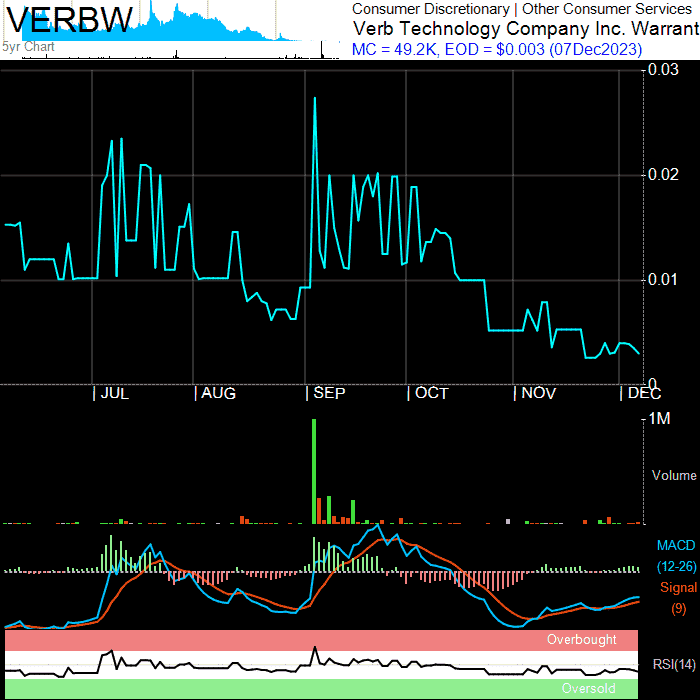 VERBW
Consumer Discretionary | Other Consumer Services
Verb Technology Company Inc. Warrant
5yr Chart
MC = 49.2K, EOD = $0.003 (07Dec2023)
0.03
0.02
0.01
0
JUL
AUG
SEP
OCT
NOV
DEC
1M
Volume
MACD
(12-26)
Signal
(9)
Overbought
RSI(14)
Oversold